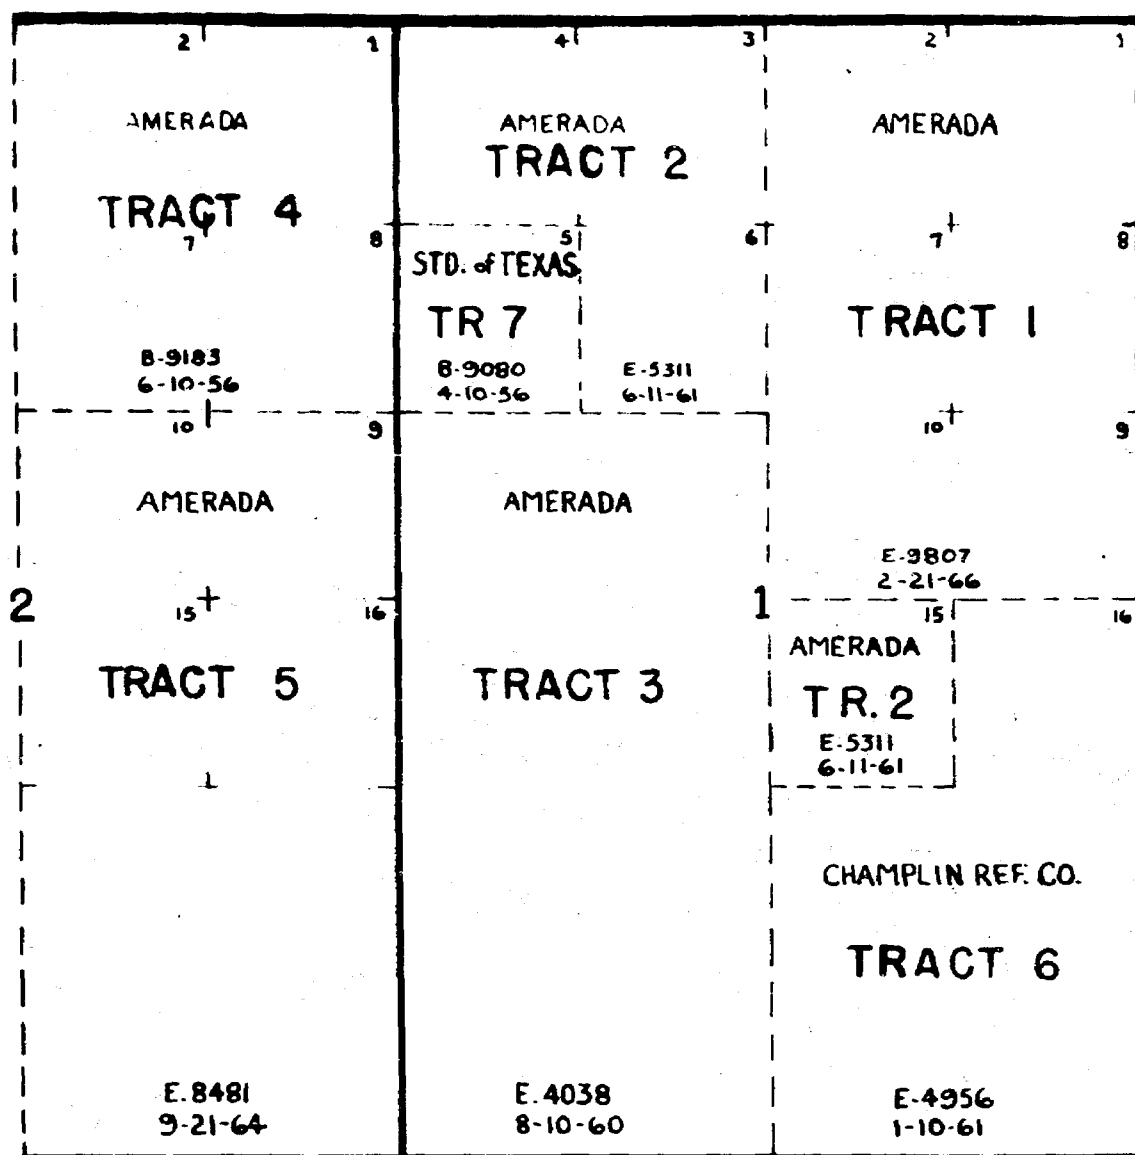 2 1 4 3 2 1
AMERADA
TRACT 4
7 8
B-9183
6-10-56
AMERADA
TRACT 2
5 6
STD. of TEXAS
TR 7
B-9080
4-10-56
E-5311
6-11-61
AMERADA
7 8
TRACT 1
10 9
E-9807
2-21-66
10 9
AMERADA
2 15 16
TRACT 5
E.8481
9-21-64
AMERADA
1
TRACT 3
E.4038
8-10-60
15 16
AMERADA
TR. 2
E-5311
6-11-61
CHAMPLIN REF. CO.
TRACT 6
E-4956
1-10-61